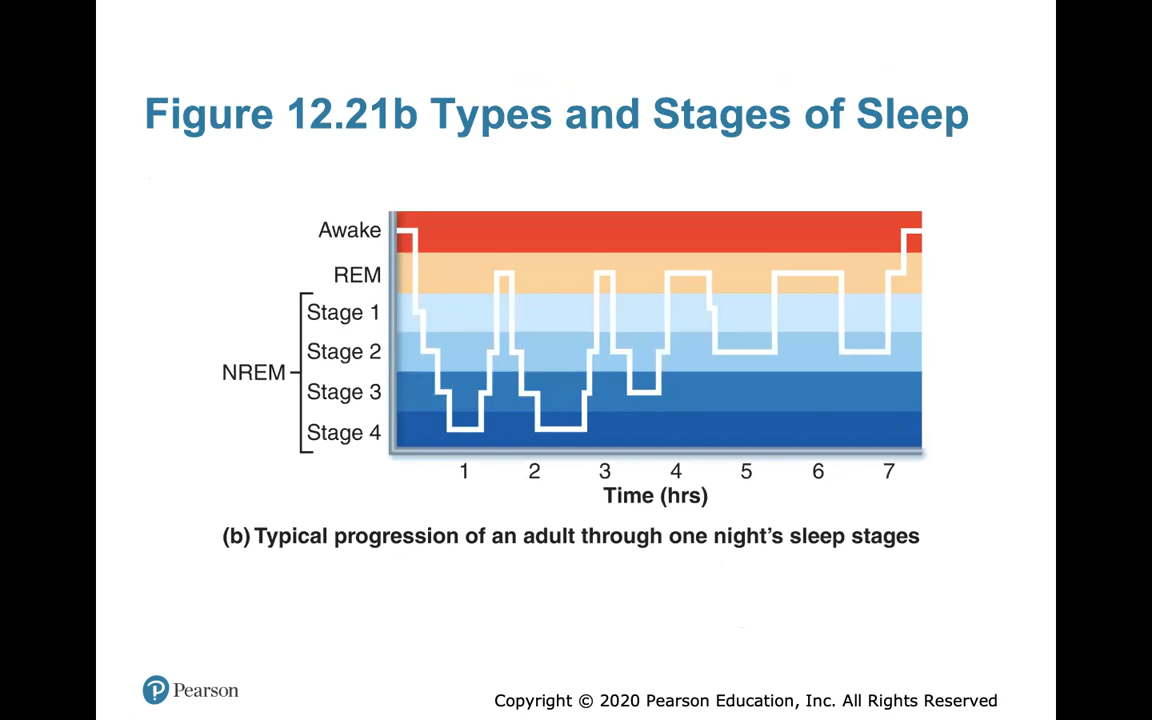 Figure 12.21b Types and Stages of Sleep
Awake
REM
Stage 1
Stage 2
NREM
Stage 3
Stage 4
1 2 3 4 5 6 7
Time (hrs)
(b) Typical progression of an adult through one night's sleep stages
P Pearson
Copyright © 2020 Pearson Education, Inc. All Rights Reserved